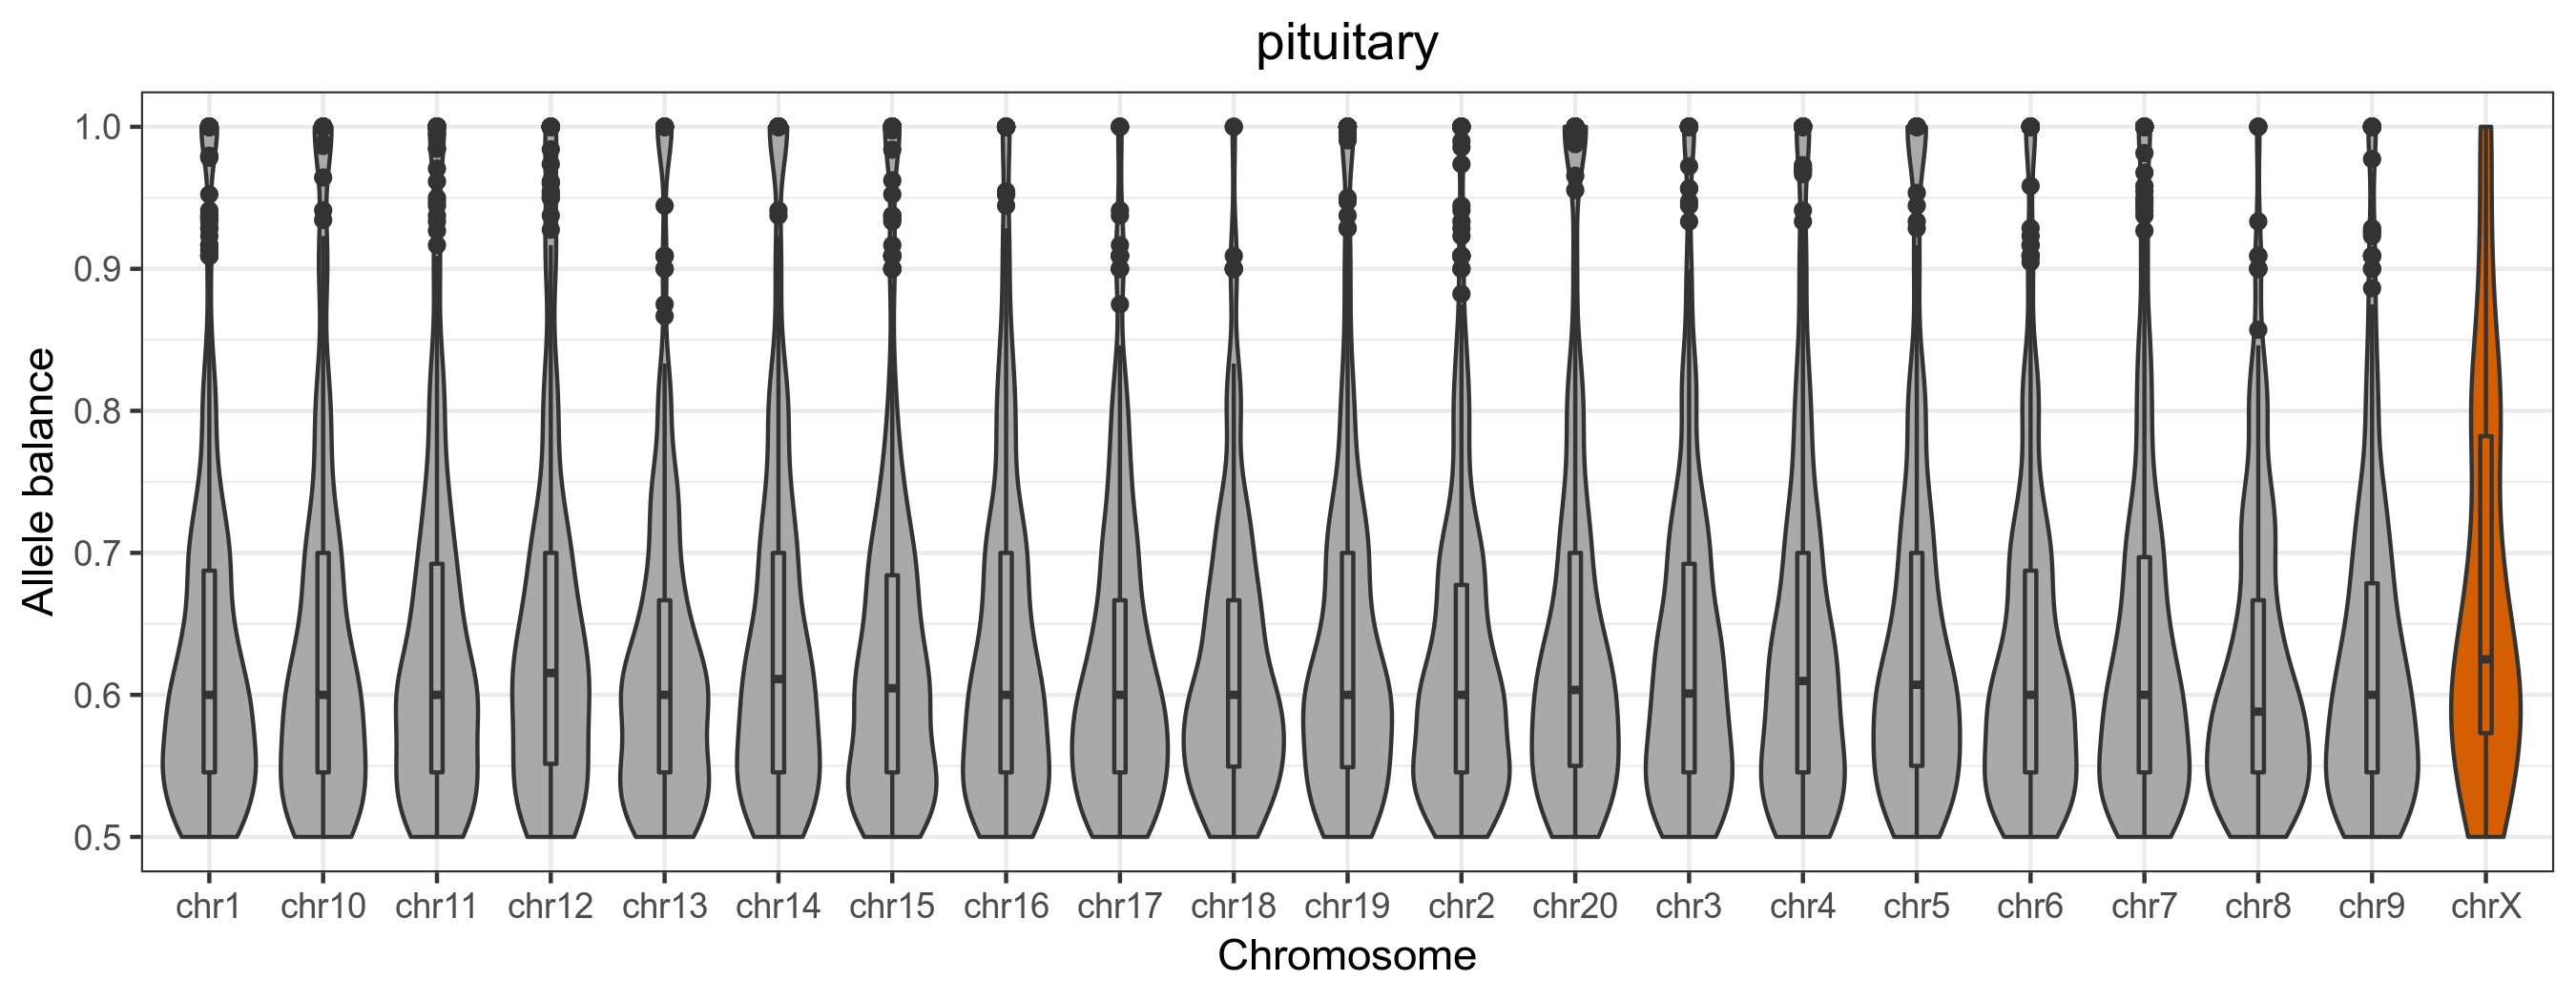 pituitary
Allele balance
1.0
0.9
0.8
0.7
0.6
0.5
chr1 chr10 chr11 chr12 chr13 chr14 chr15 chr16 chr17 chr18 chr19 chr2 chr20 chr3 chr4 chr5 chr6 chr7 chr8 chr9 chrX
Chromosome